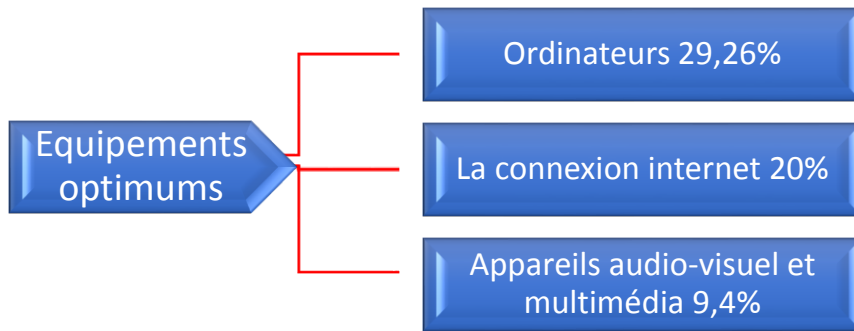 Equipements
optimums
Ordinateurs 29,26%
La connexion internet 20%
Appareils audio-visuel et
multimédia 9,4%